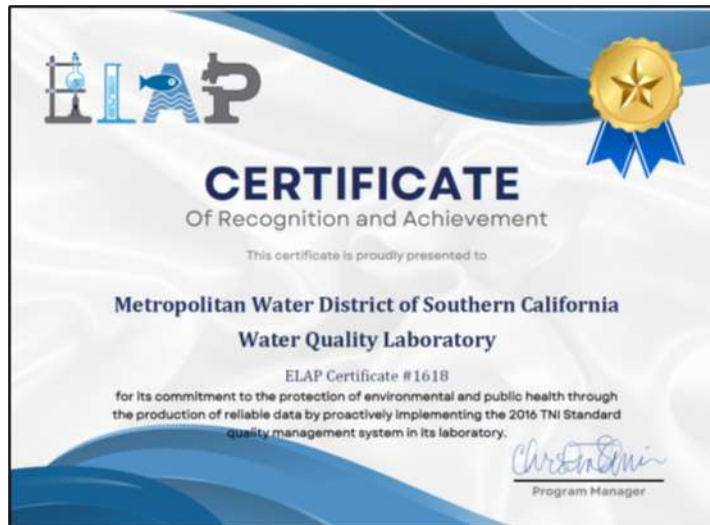 ELAP
CERTIFICATE
Of Recognition and Achievement
This certificate is proudly presented to
Metropolitan Water District of Southern California
Water Quality Laboratory
ELAP Certificate #1618
for its commitment to the protection of environmental and public health through
the production of reliable data by proactively implementing the 2016 TNI Standard
quality management system in its laboratory.
Program Manager